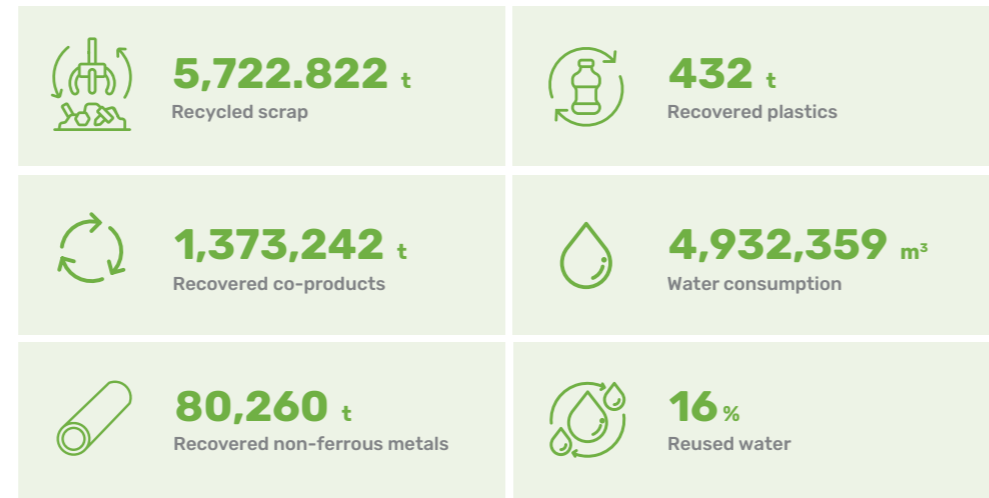 5,722.822 t
Recycled scrap
432 t
Recovered plastics
1,373,242 t
Recovered co-products
4,932,359 m³
Water consumption
80,260 t
Recovered non-ferrous metals
16 %
Reused water